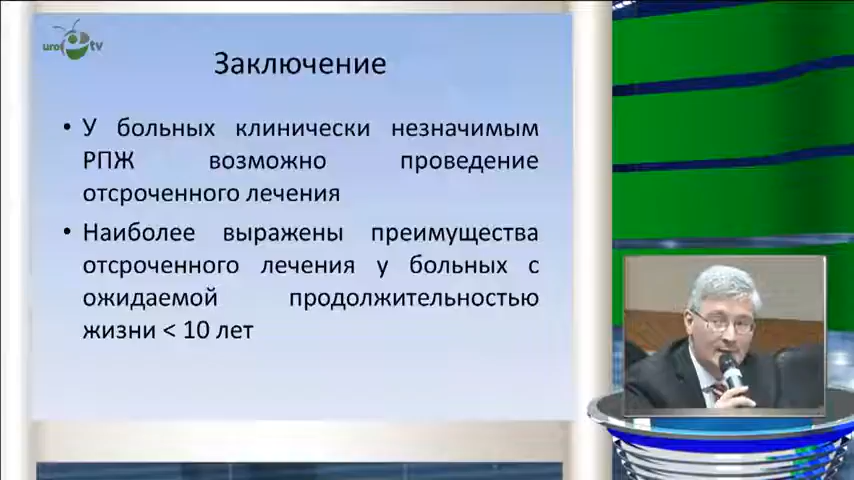 uro tv
Заключение
• У больных клинически незначимым
РПЖ возможно проведение
отсроченного лечения
• Наиболее выражены преимущества
отсроченного лечения у больных с
ожидаемой продолжительностью
жизни < 10 лет